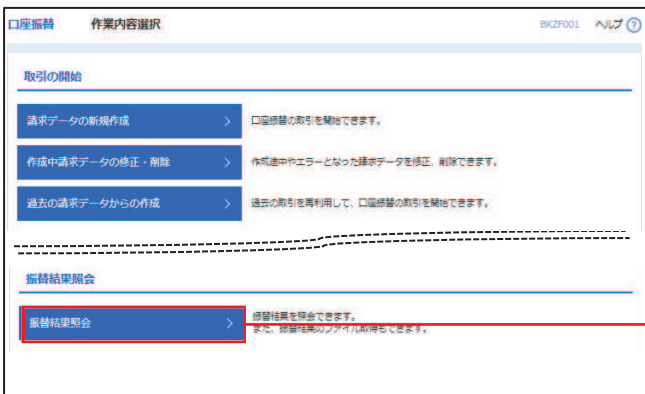 口座振替 作業内容選択 BKZF001 ヘルプ ?
取引の開始
請求データの新規作成 > 口座振替の取引を開始できます。
作成中請求データの修正・削除 > 作成途中やエラーとなった請求データを修正、削除できます。
過去の請求データからの作成 > 過去の取引を再利用して、口座振替の取引を開始できます。
振替結果照会
振替結果照会 > 振替結果を照会できます。
また、振替結果のファイル取得もできます。